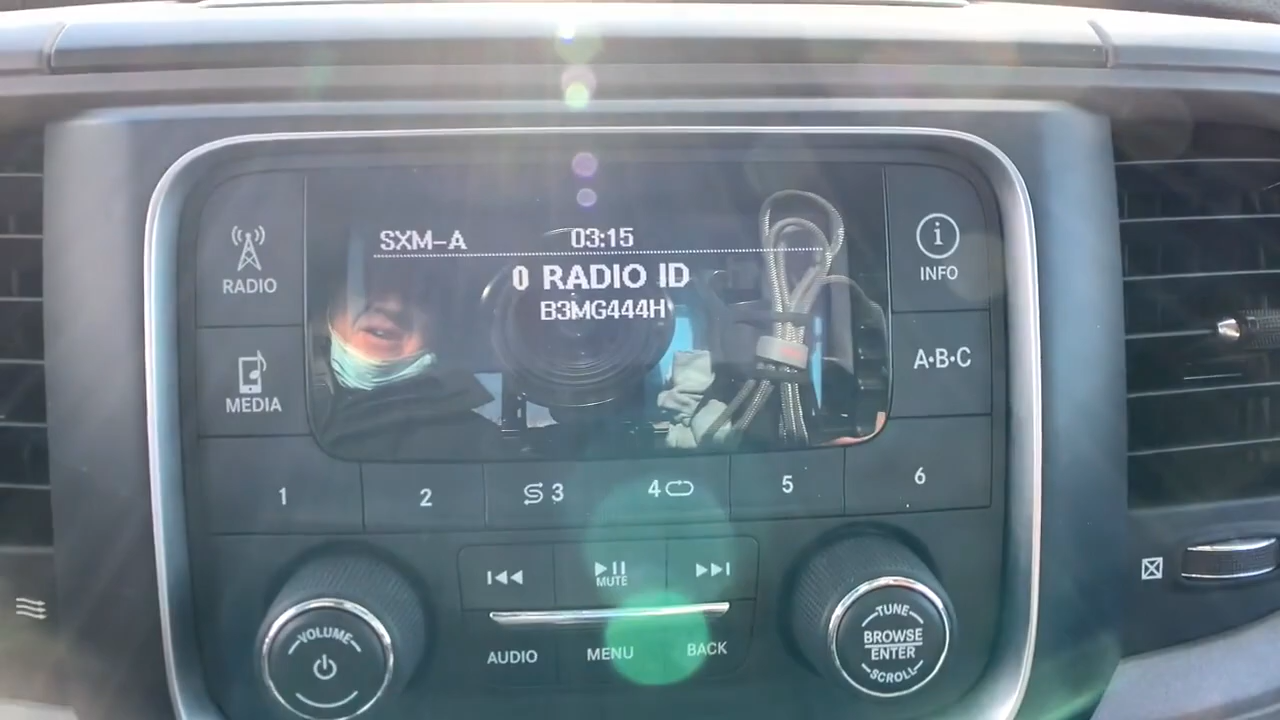 SXM-A 03:15
0 RADIO ID
B3MG444H
RADIO
MEDIA
INFO
A·B·C
1 2 3 4 5 6
MUTE
VOLUME
AUDIO MENU BACK
TUNE
BROWSE
ENTER
SCROLL